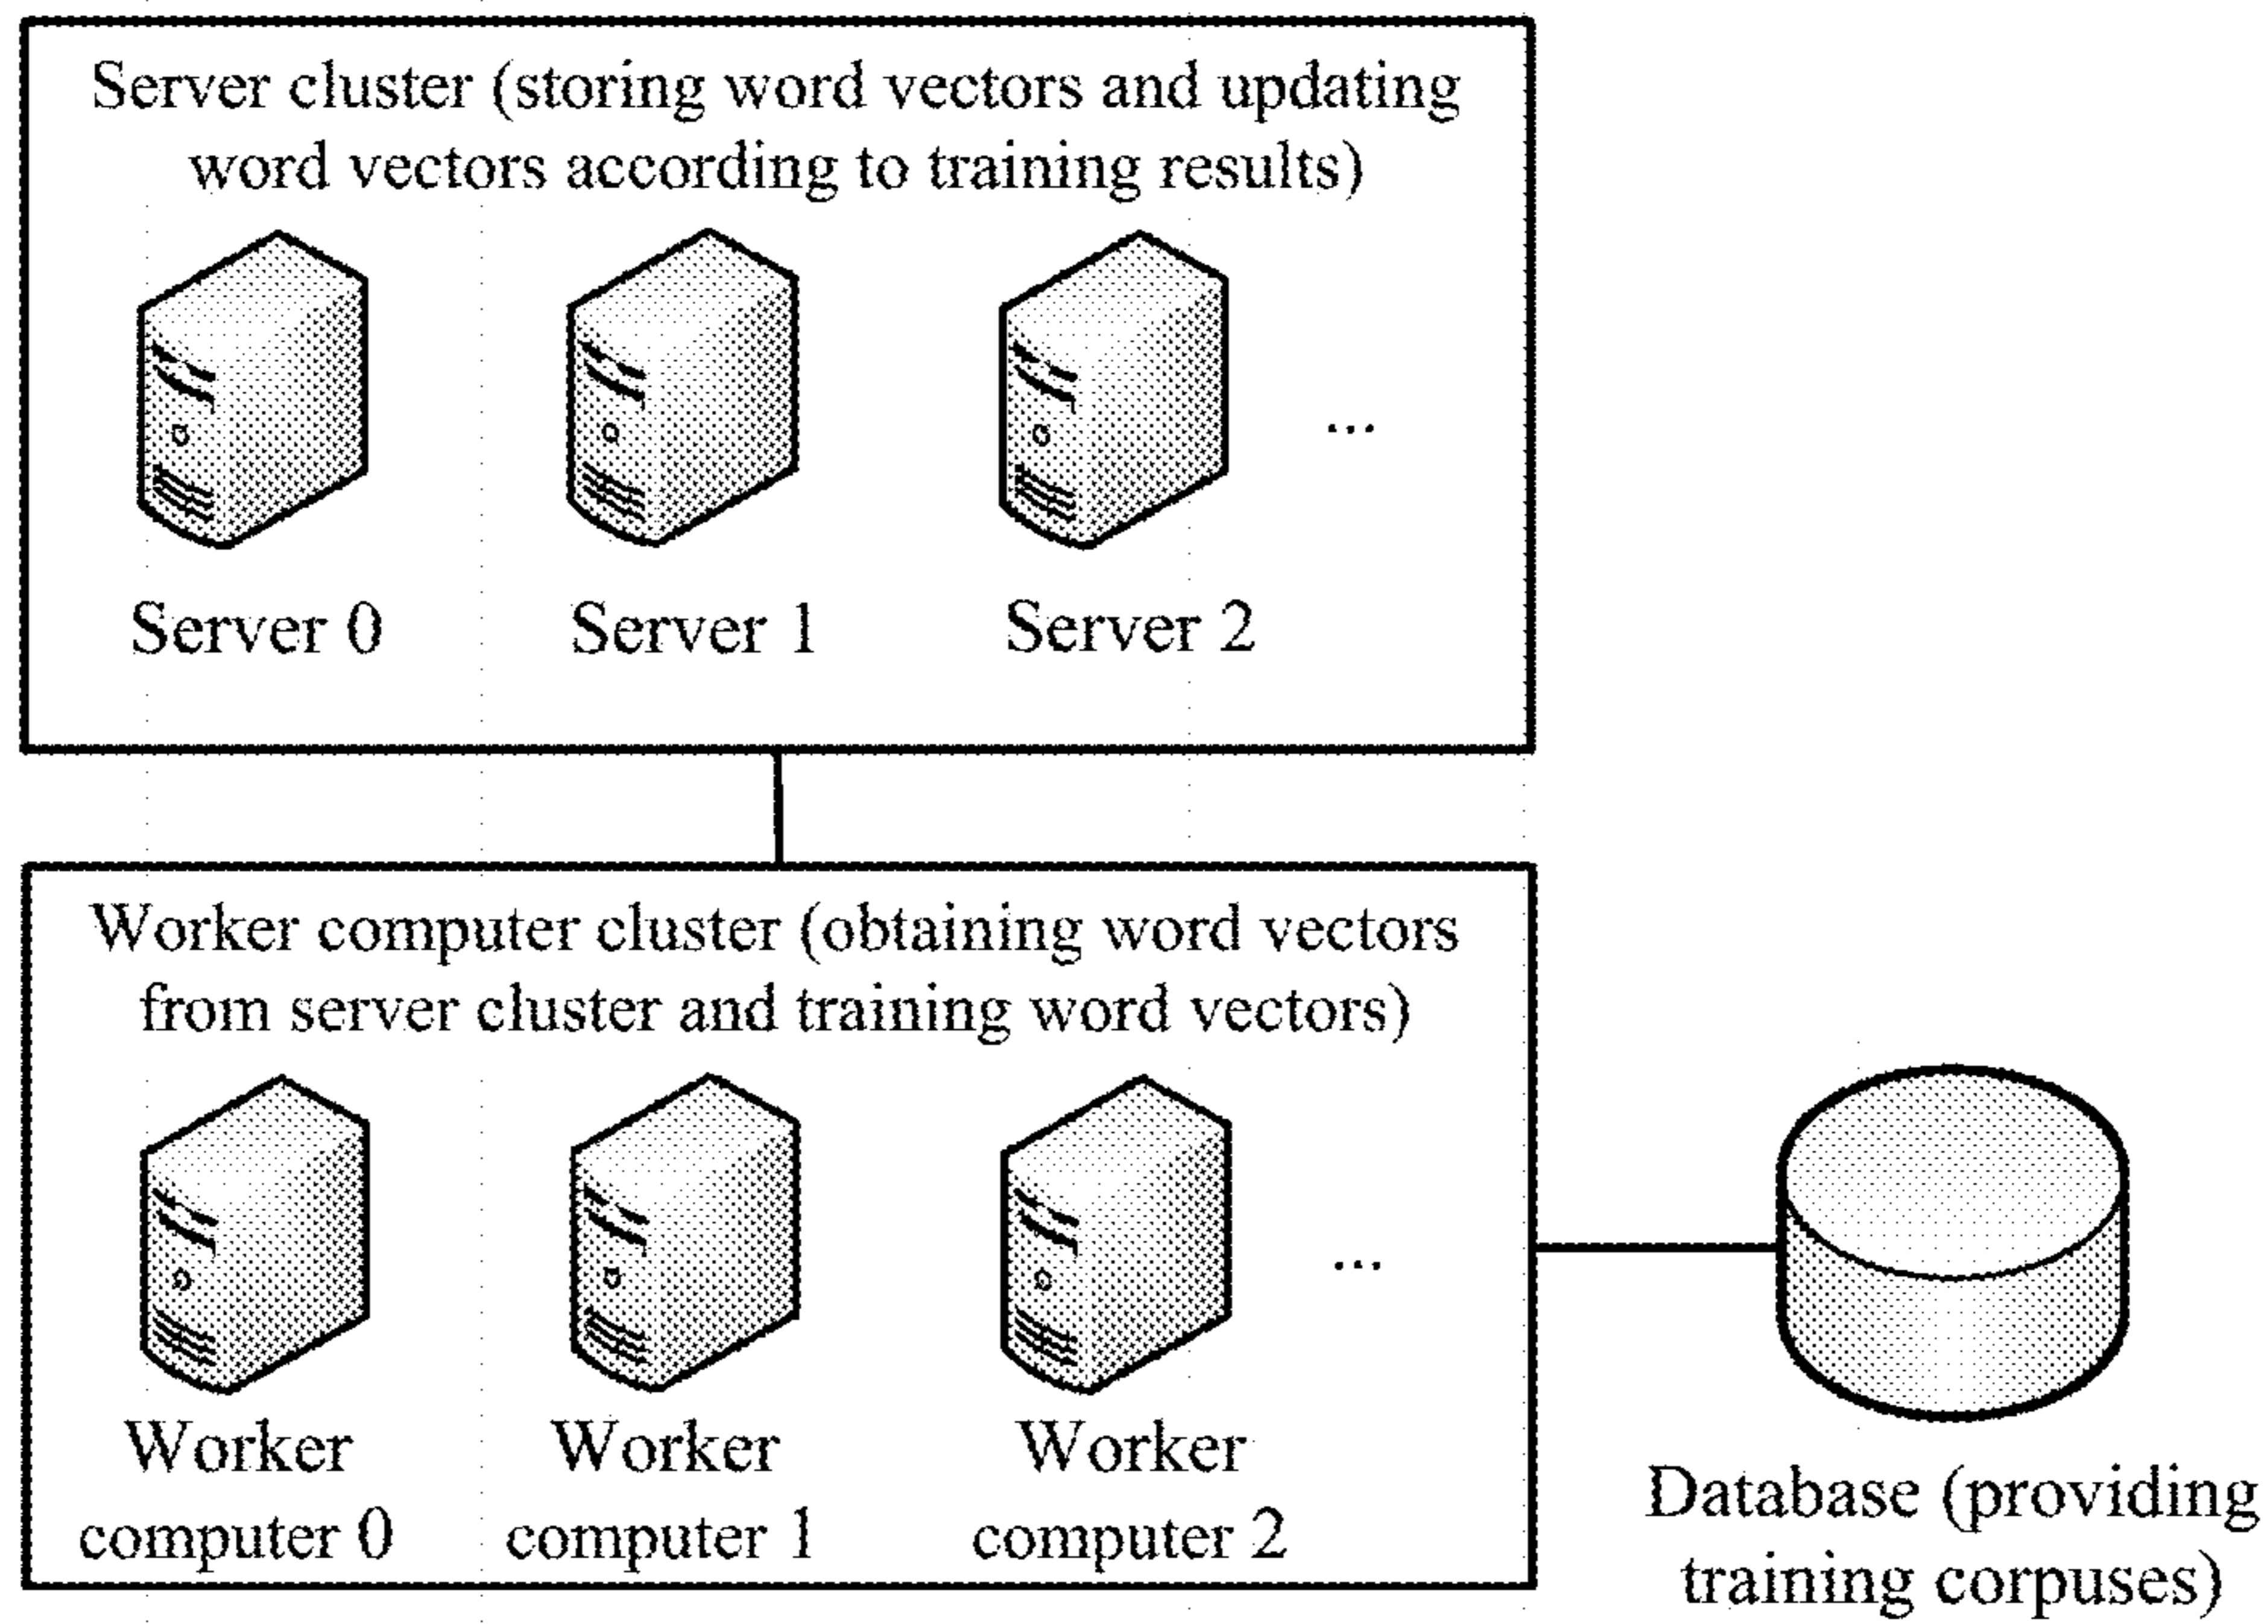 Server cluster (storing word vectors and updating
word vectors according to training results)
...
Server 0 Server 1 Server 2
Worker computer cluster (obtaining word vectors
from server cluster and training word vectors)
...
Worker Worker Worker
computer 0 computer 1 computer 2
Database (providing
training corpuses)